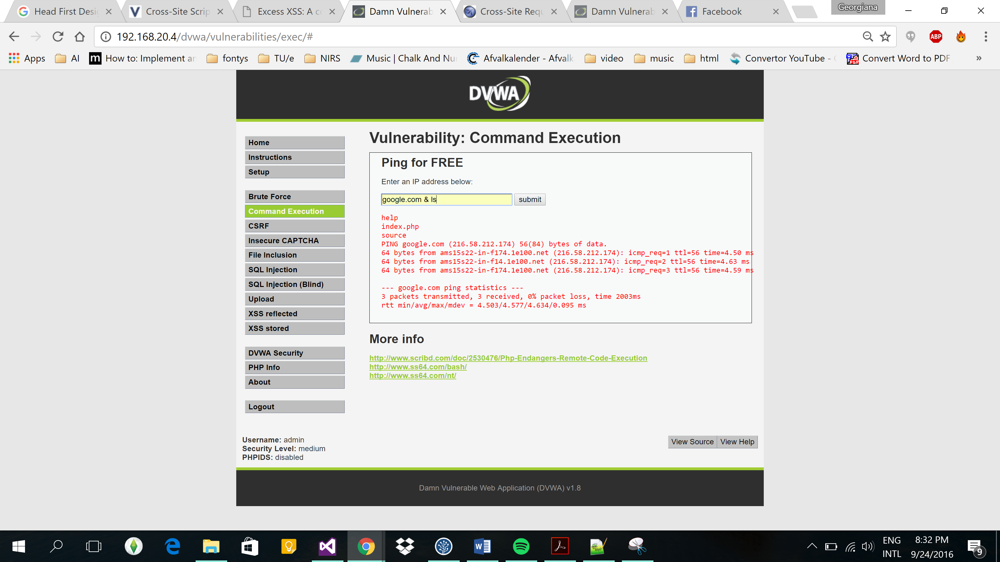 Head First Desi
Cross-Site Scrip
Excess XSS: A co
Damn Vulnerab
Cross-Site Requ
Damn Vulnerab
Facebook
Georgiana
192.168.20.4/dvwa/vulnerabilities/exec/#
ABP
Apps
AI
m
How to: Implement an
fontys
TU/e
NIRS
Music | Chalk And Nu
Afvalkalender - Afvalk
video
music
html
Convertor YouTube -
Convert Word to PDF
»
DVWA
Home
Instructions
Setup
Brute Force
Command Execution
CSRF
Insecure CAPTCHA
File Inclusion
SQL Injection
SQL Injection (Blind)
Upload
XSS reflected
XSS stored
DVWA Security
PHP Info
About
Logout
Vulnerability: Command Execution
Ping for FREE
Enter an IP address below:
google.com & ls
submit
help
index.php
source
PING google.com (216.58.212.174) 56(84) bytes of data.
64 bytes from ams15s22-in-f174.1e100.net (216.58.212.174): icmp_req=1 ttl=56 time=4.50 ms
64 bytes from ams15s22-in-f14.1e100.net (216.58.212.174): icmp_req=2 ttl=56 time=4.63 ms
64 bytes from ams15s22-in-f174.1e100.net (216.58.212.174): icmp_req=3 ttl=56 time=4.59 ms
--- google.com ping statistics ---
3 packets transmitted, 3 received, 0% packet loss, time 2003ms
rtt min/avg/max/mdev = 4.503/4.577/4.634/0.095 ms
More info
http://www.scribd.com/doc/2530476/Php-Endangers-Remote-Code-Execution
http://www.ss64.com/bash/
http://www.ss64.com/nt/
Username: admin
Security Level: medium
PHPIDS: disabled
View Source
View Help
Damn Vulnerable Web Application (DVWA) v1.8
ENG
INTL
8:32 PM
9/24/2016
9